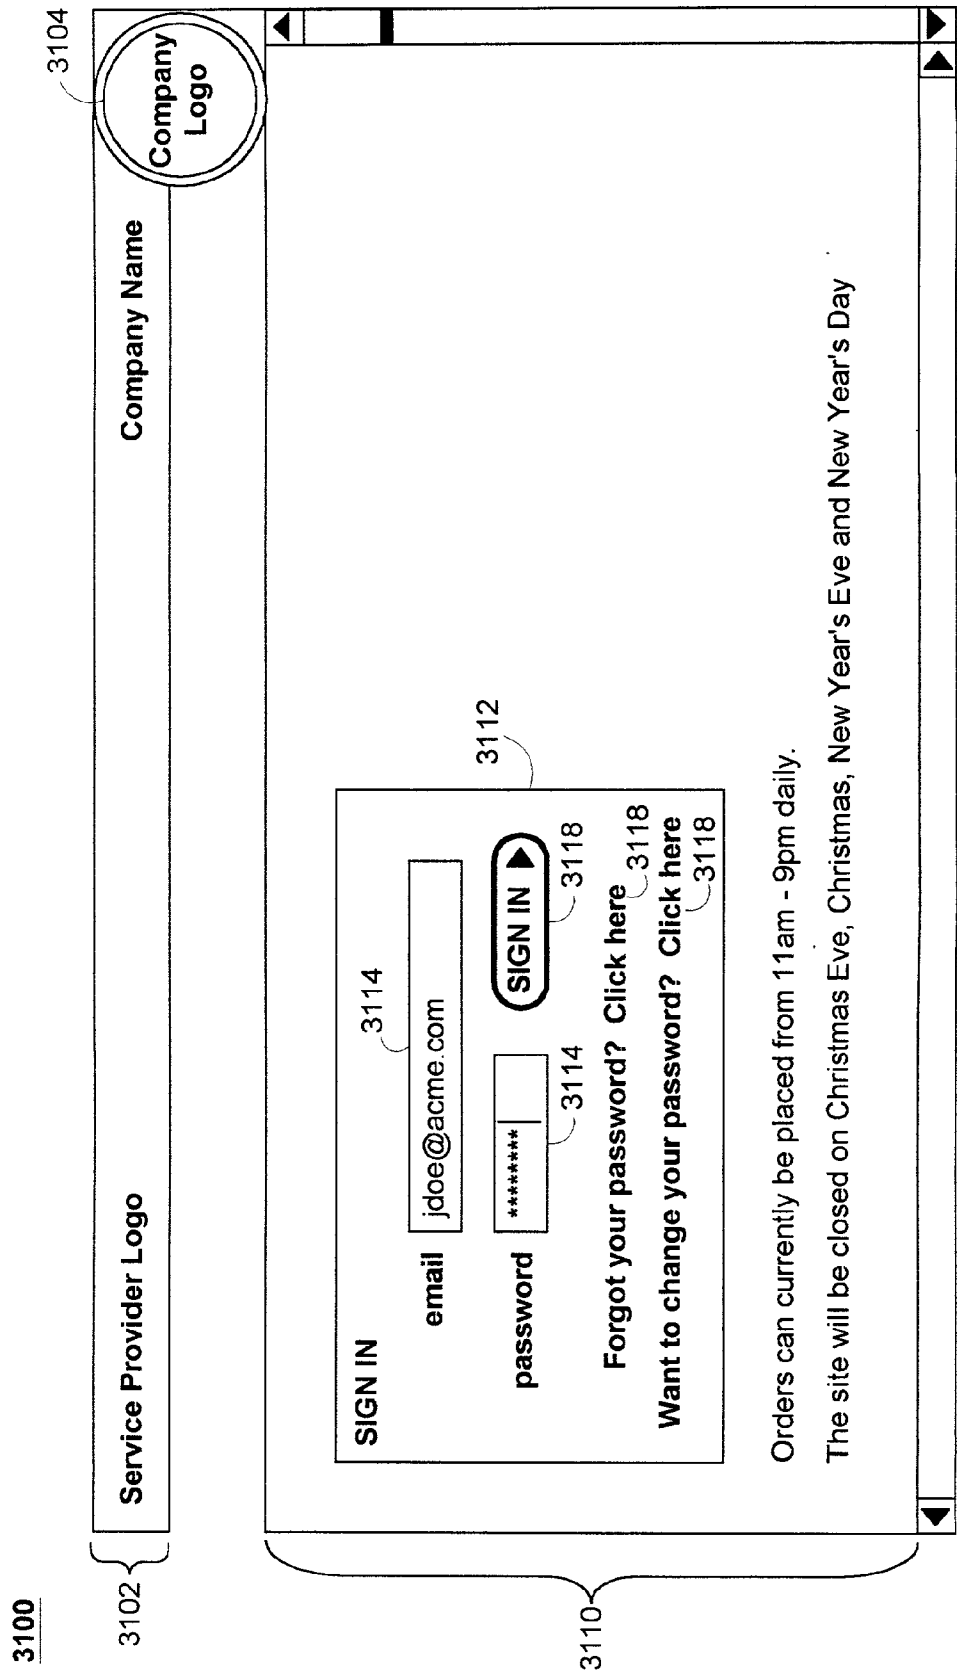 3100
3104
3102 Service Provider Logo Company Name Company
Logo
3110
3112
SIGN IN
3114
email jdoe@acme.com
password ******** SIGN IN
3114 3118
Forgot your password? Click here 3118
Want to change your password? Click here
3118
Orders can currently be placed from 11am - 9pm daily.
The site will be closed on Christmas Eve, Christmas, New Year's Eve and New Year's Day